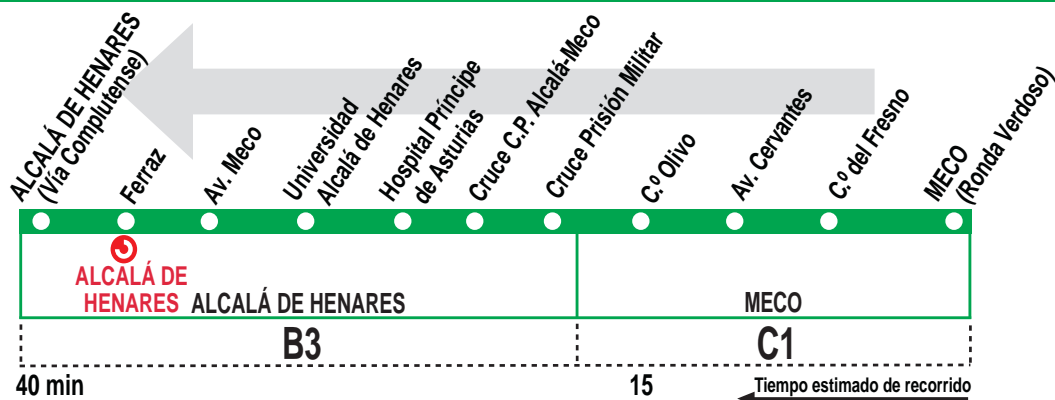 ALCALÁ DE HENARES
(Vía Complutense)
Ferraz
Av. Meco
Universidad
Alcalá de Henares
Hospital Príncipe
de Asturias
Cruce C.P. Alcalá-Meco
Cruce Prisión Militar
C.º Olivo
Av. Cervantes
C.º del Fresno
MECO
(Ronda Verdoso)
ALCALÁ DE
HENARES
ALCALÁ DE HENARES
MECO
B3
C1
40 min
15
Tiempo estimado de recorrido